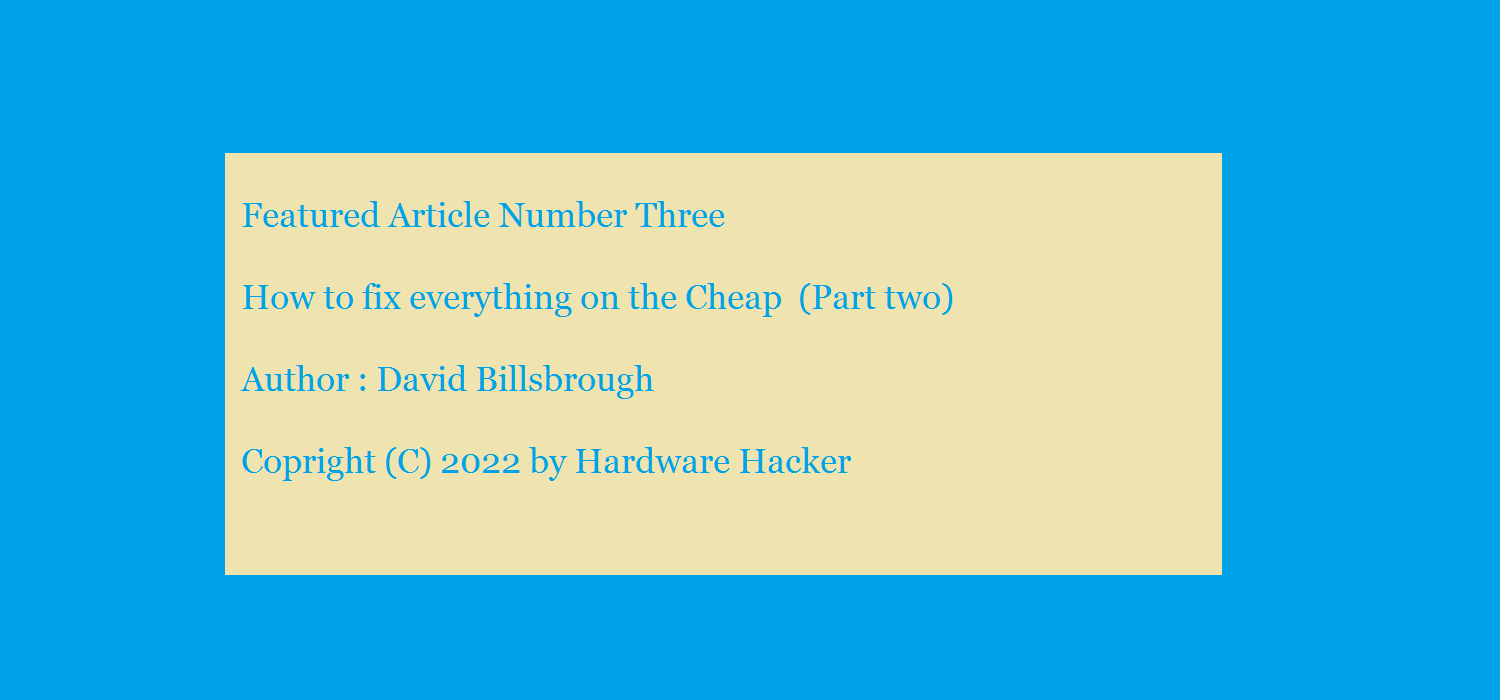 Featured Article Number Three
How to fix everything on the Cheap  (Part two)
Author : David Billsbrough
Copright (C) 2022 by Hardware Hacker